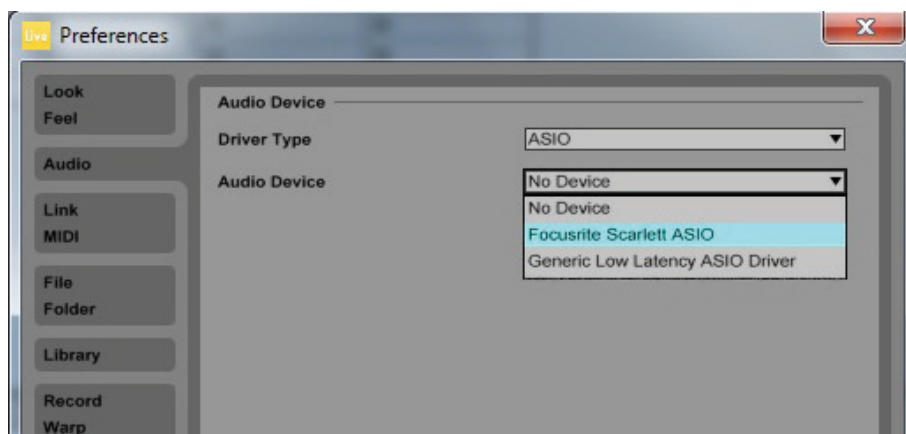 Live Preferences X
Look
Feel
Audio
Link
MIDI
File
Folder
Library
Record
Warp
Audio Device
Driver Type ASIO
Audio Device No Device
No Device
Focusrite Scarlett ASIO
Generic Low Latency ASIO Driver